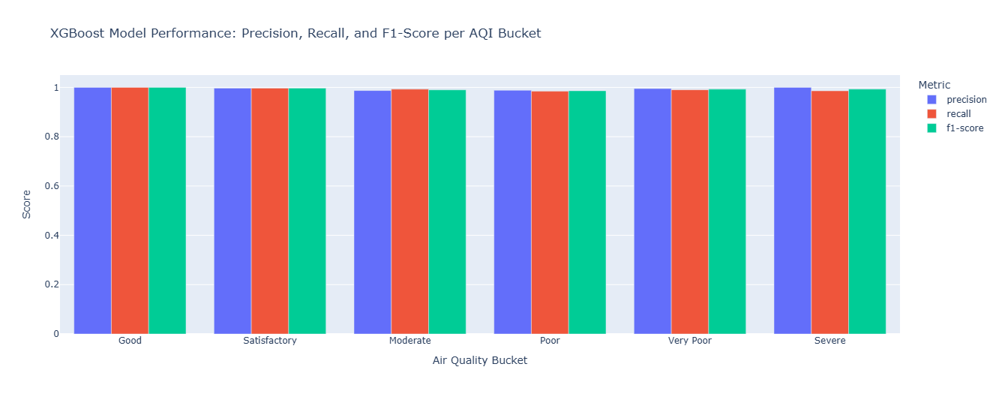 XGBoost Model Performance: Precision, Recall, and F1-Score per AQI Bucket
Metric
precision
recall
f1-score
Score
1
0.8
0.6
0.4
0.2
0
Good
Satisfactory
Moderate
Poor
Very Poor
Severe
Air Quality Bucket